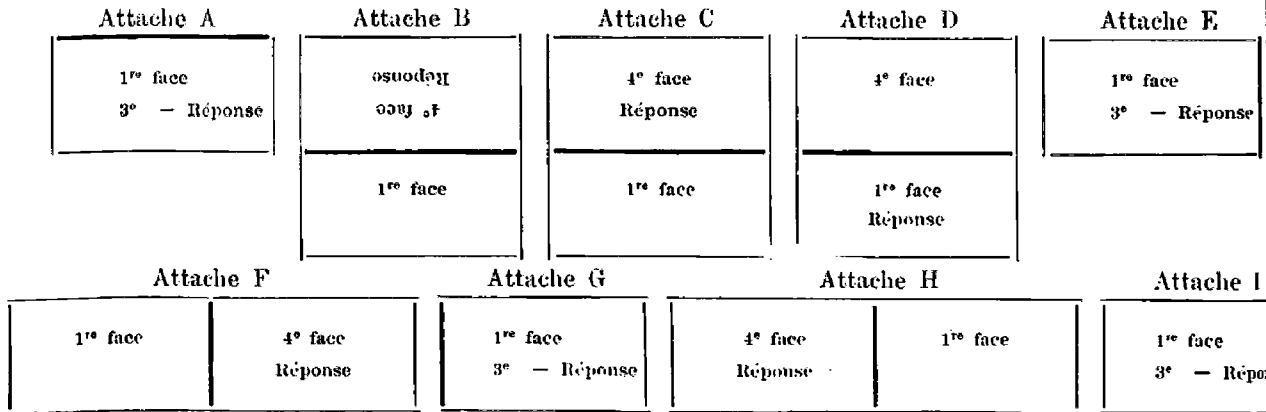 Attache A
Attache B
Attache C
Attache D
Attache E
1re face
3e — Réponse
4e face
Réponse
1re face
4e face
Réponse
1re face
4e face
1re face
Réponse
1re face
3e — Réponse
Attache F
Attache G
Attache H
Attache I
1re face
4e face
Réponse
1re face
3e — Réponse
4e face
Réponse
1re face
1re face
3e — Répo